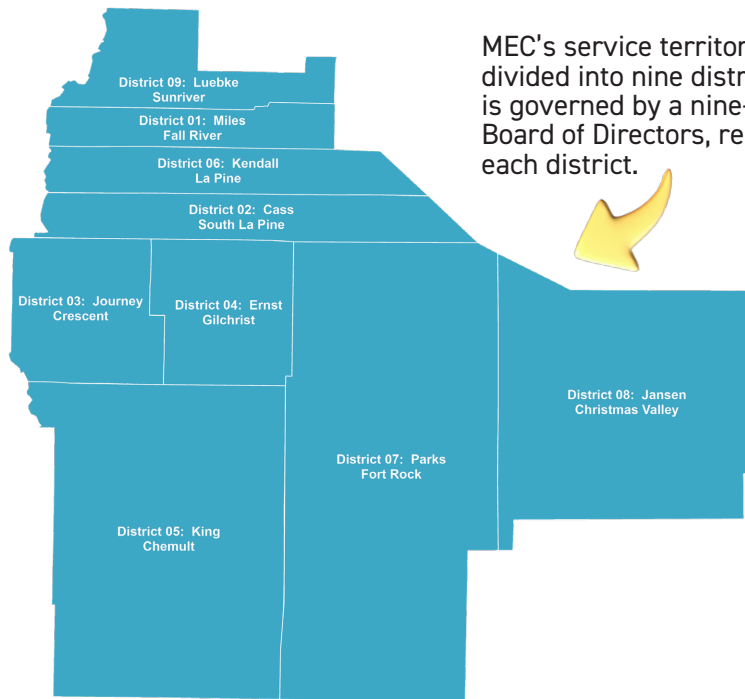 MEC's service territor
divided into nine distr
is governed by a nine-
Board of Directors, re
each district.
District 09: Luebke
Sunriver
District 01: Miles
Fall River
District 06: Kendall
La Pine
District 02: Cass
South La Pine
District 03: Journey
Crescent
District 04: Ernst
Gilchrist
District 08: Jansen
Christmas Valley
District 07: Parks
Fort Rock
District 05: King
Chemult